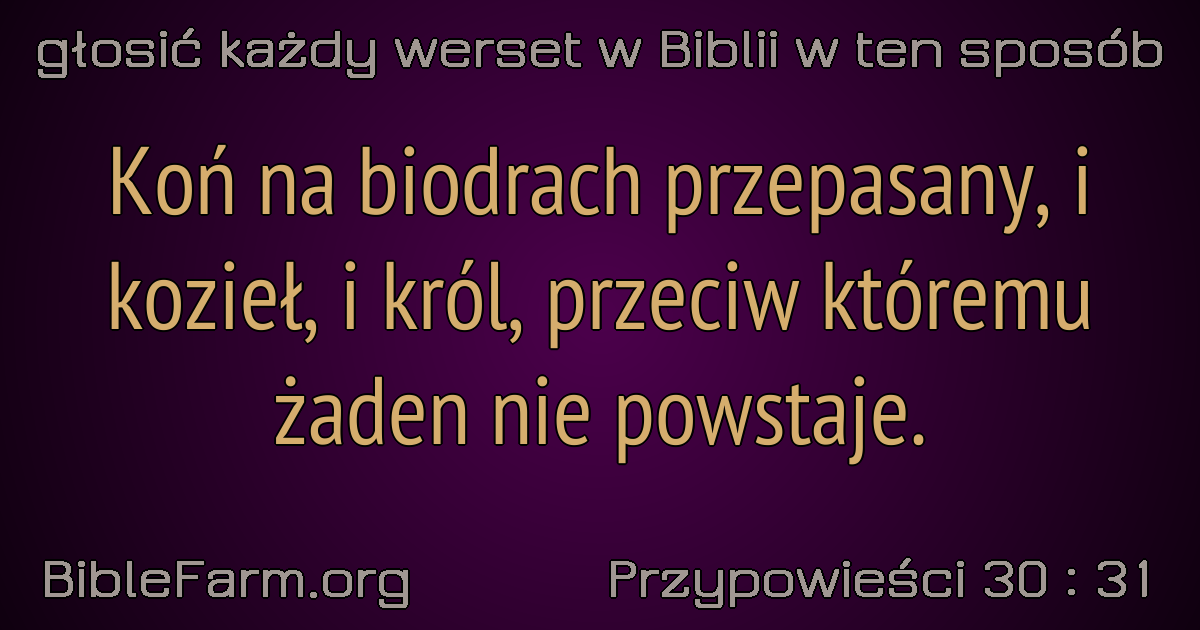 głosić każdy werset w Biblii w ten sposób
Koń na biodrach przepasany, i
kozieł, i król, przeciw któremu
żaden nie powstaje.
BibleFarm.org
Przypowieści 30 : 31